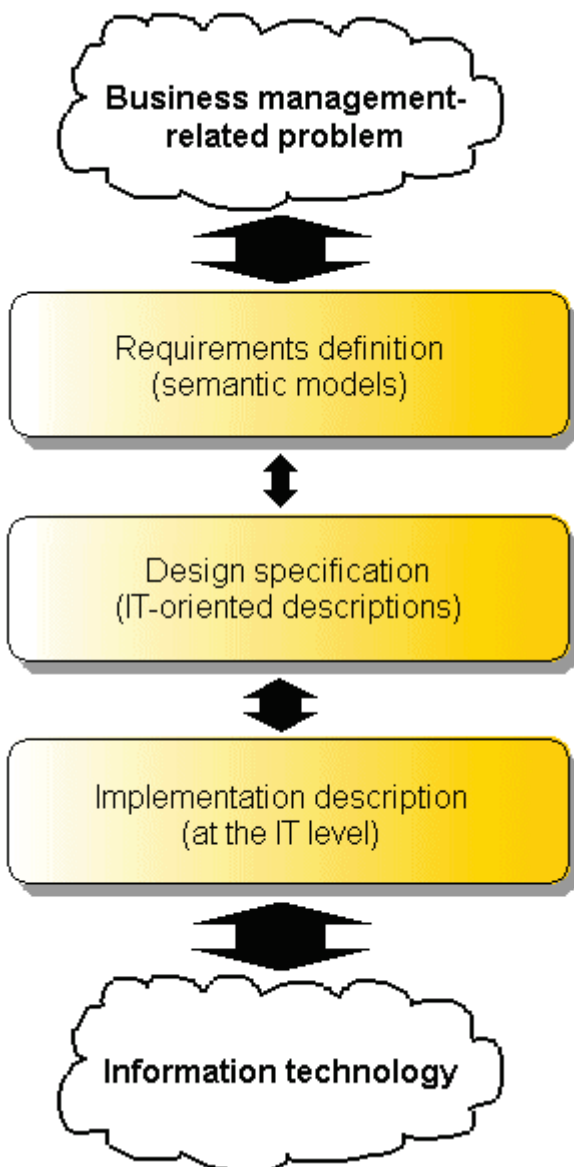 Business management-
related problem
Requirements definition
(semantic models)
Design specification
(IT-oriented descriptions)
Implementation description
(at the IT level)
Information technology